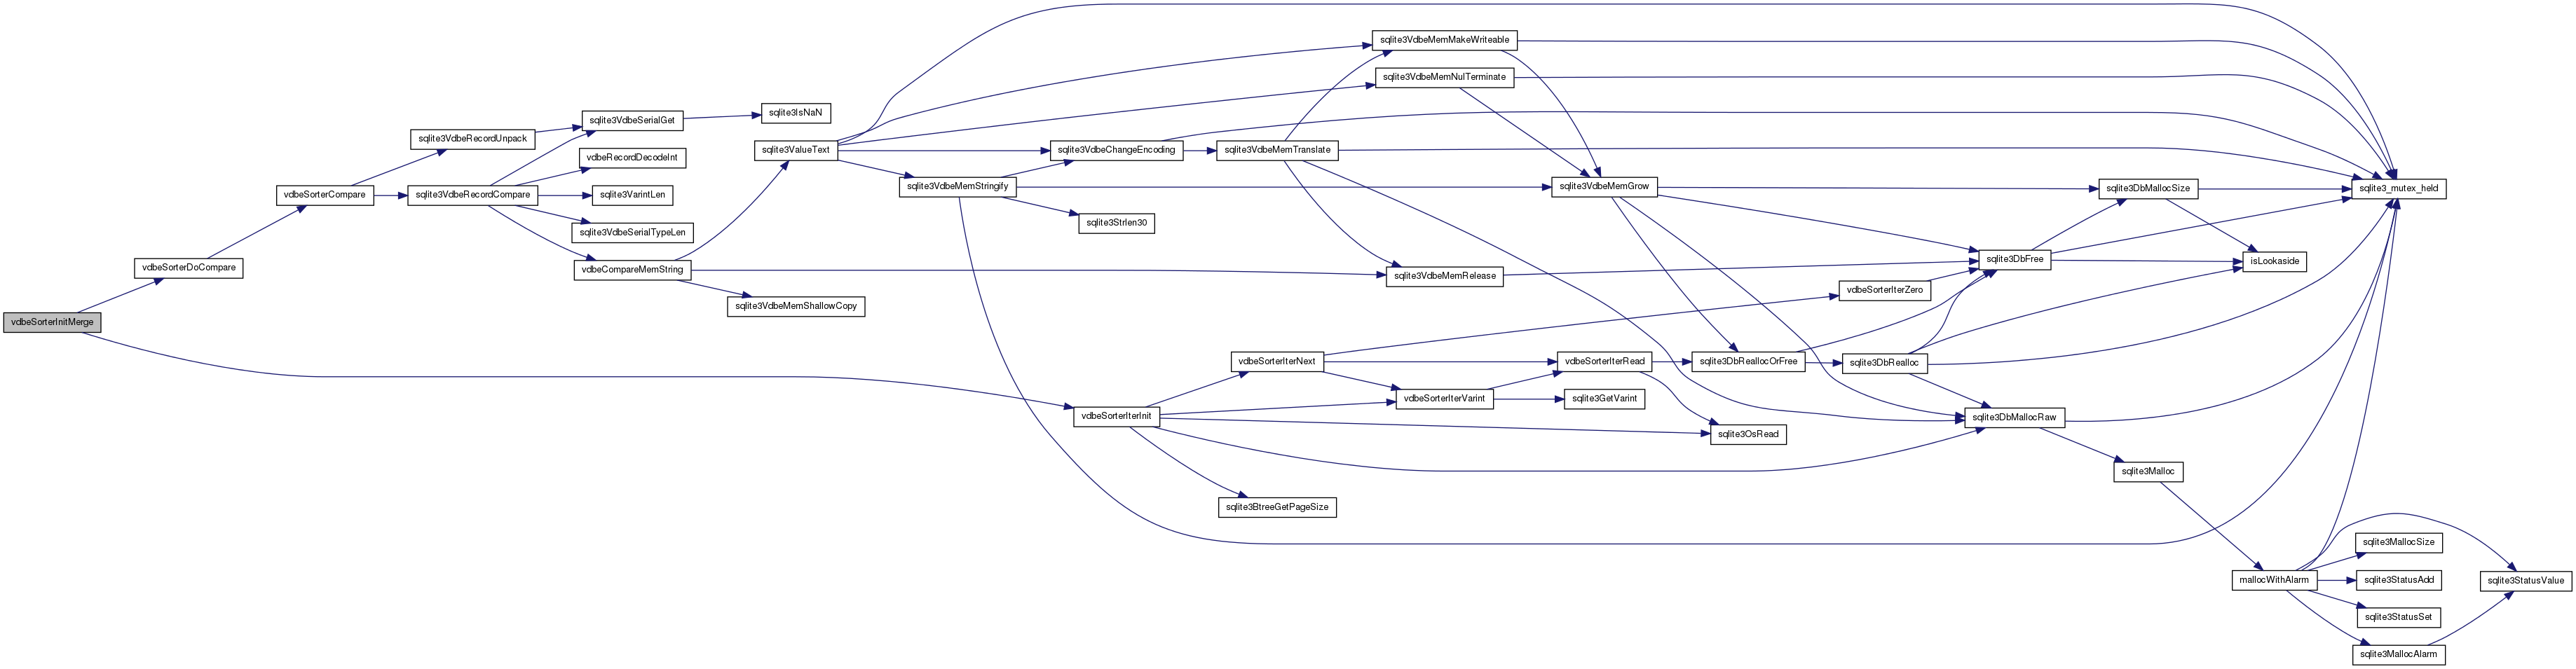 vdbeSorterInitMerge
vdbeSorterDoCompare
vdbeSorterCompare
sqlite3VdbeRecordUnpack
sqlite3VdbeRecordCompare
sqlite3VdbeSerialGet
vdbeRecordDecodeInt
sqlite3VarintLen
sqlite3VdbeSerialTypeLen
vdbeCompareMemString
sqlite3IsNaN
sqlite3ValueText
sqlite3VdbeMemShallowCopy
sqlite3VdbeMemStringify
sqlite3VdbeChangeEncoding
sqlite3Strlen30
vdbeSorterIterInit
sqlite3VdbeMemTranslate
vdbeSorterIterNext
sqlite3BtreeGetPageSize
sqlite3VdbeMemMakeWriteable
sqlite3VdbeMemNulTerminate
sqlite3VdbeMemRelease
vdbeSorterIterVarint
sqlite3VdbeMemGrow
vdbeSorterIterRead
sqlite3GetVarint
sqlite3DbReallocOrFree
sqlite3OsRead
vdbeSorterIterZero
sqlite3DbRealloc
sqlite3DbFree
sqlite3DbMallocRaw
sqlite3DbMallocSize
sqlite3Malloc
isLookaside
mallocWithAlarm
sqlite3_mutex_held
sqlite3MallocSize
sqlite3StatusAdd
sqlite3StatusSet
sqlite3MallocAlarm
sqlite3StatusValue